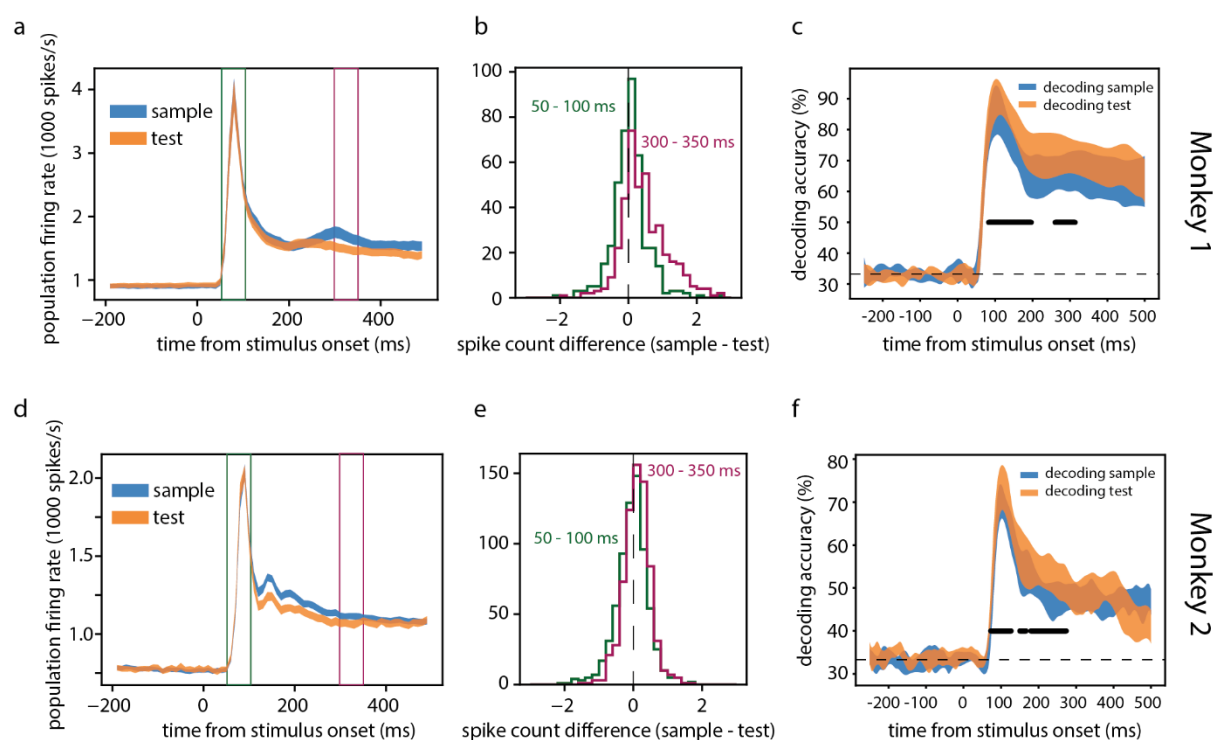 a
population firing rate (1000 spikes/s)
4
3
2
1
sample
test
−200
0
200
400
time from stimulus onset (ms)
b
100
80
60
40
20
0
50 - 100 ms
300 - 350 ms
−2
0
2
spike count difference (sample - test)
c
decoding accuracy (%)
90
80
70
60
50
40
30
decoding sample
decoding test
-200
-100
0
100
200
300
400
500
time from stimulus onset (ms)
Monkey 1
d
population firing rate (1000 spikes/s)
2.0
1.5
1.0
sample
test
−200
0
200
400
time from stimulus onset (ms)
e
150
100
50
0
300 - 350 ms
50 - 100 ms
−2
0
2
spike count difference (sample - test)
f
decoding accuracy (%)
80
70
60
50
40
30
decoding sample
decoding test
-200
-100
0
100
200
300
400
500
time from stimulus onset (ms)
Monkey 2